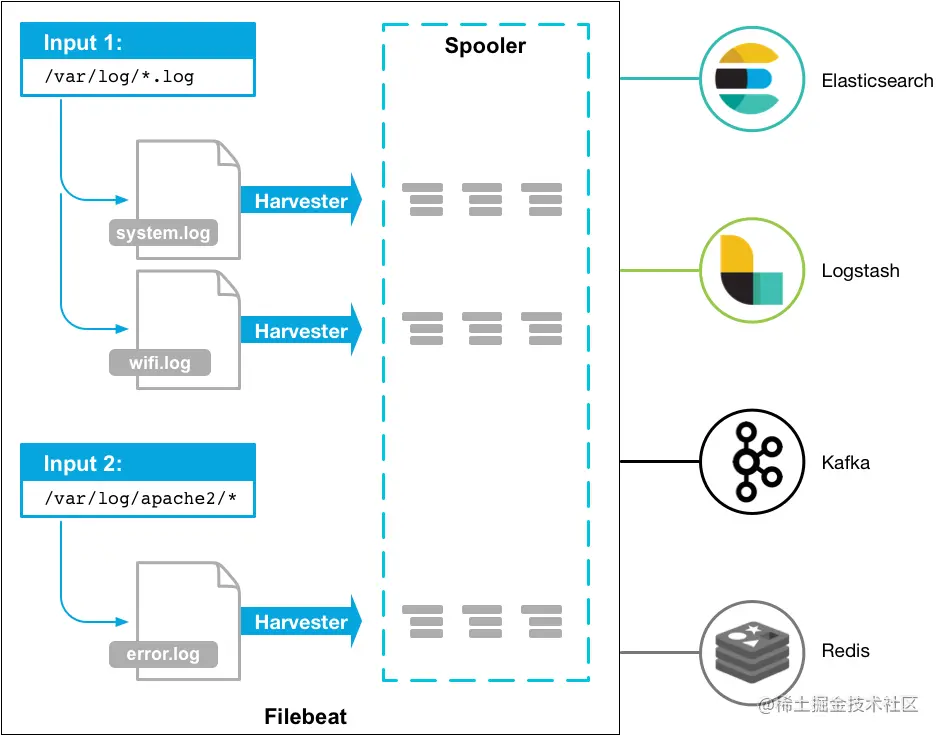 Input 1:
/var/log/*.log
Spooler
system.log
Harvester
wifi.log
Harvester
Input 2:
/var/log/apache2/*
error.log
Harvester
Filebeat
Elasticsearch
Logstash
Kafka
Redis
@稀土掘金技术社区